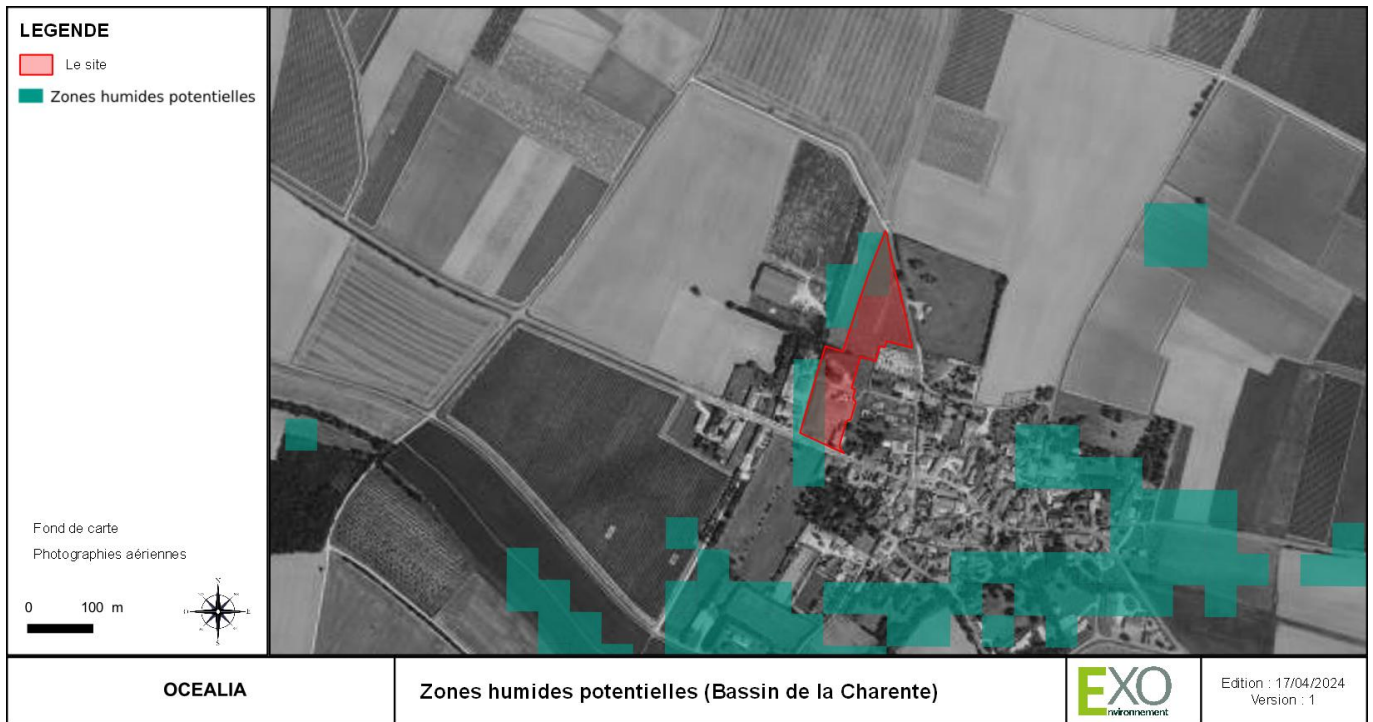 LEGENDE
Le site
Zones humides potentielles
Fond de carte
Photographies aériennes
0 100 m
N
O E
S
OCEALIA
Zones humides potentielles (Bassin de la Charente)
EXO
nvironnement
Edition : 17/04/2024
Version : 1